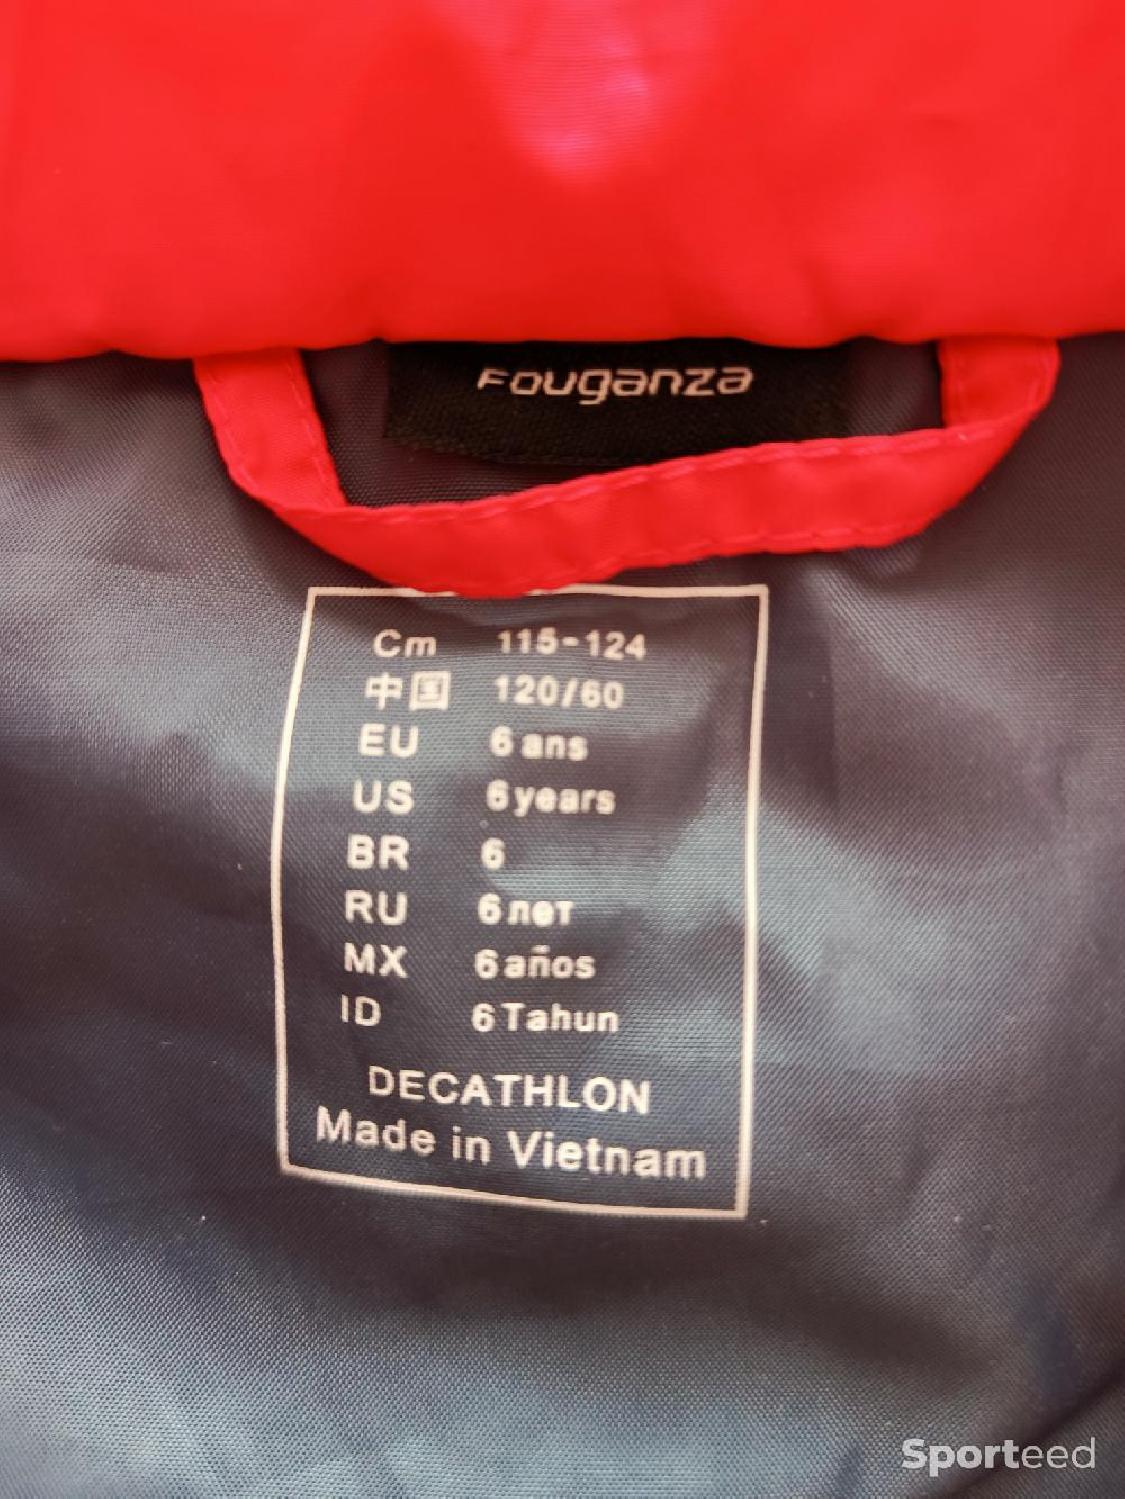 Fouganza
Cm 115-124
中国 120/60
EU 6 ans
US 6 years
BR 6
RU 6 лет
MX 6 años
ID 6 Tahun
DECATHLON
Made in Vietnam
Sporteed